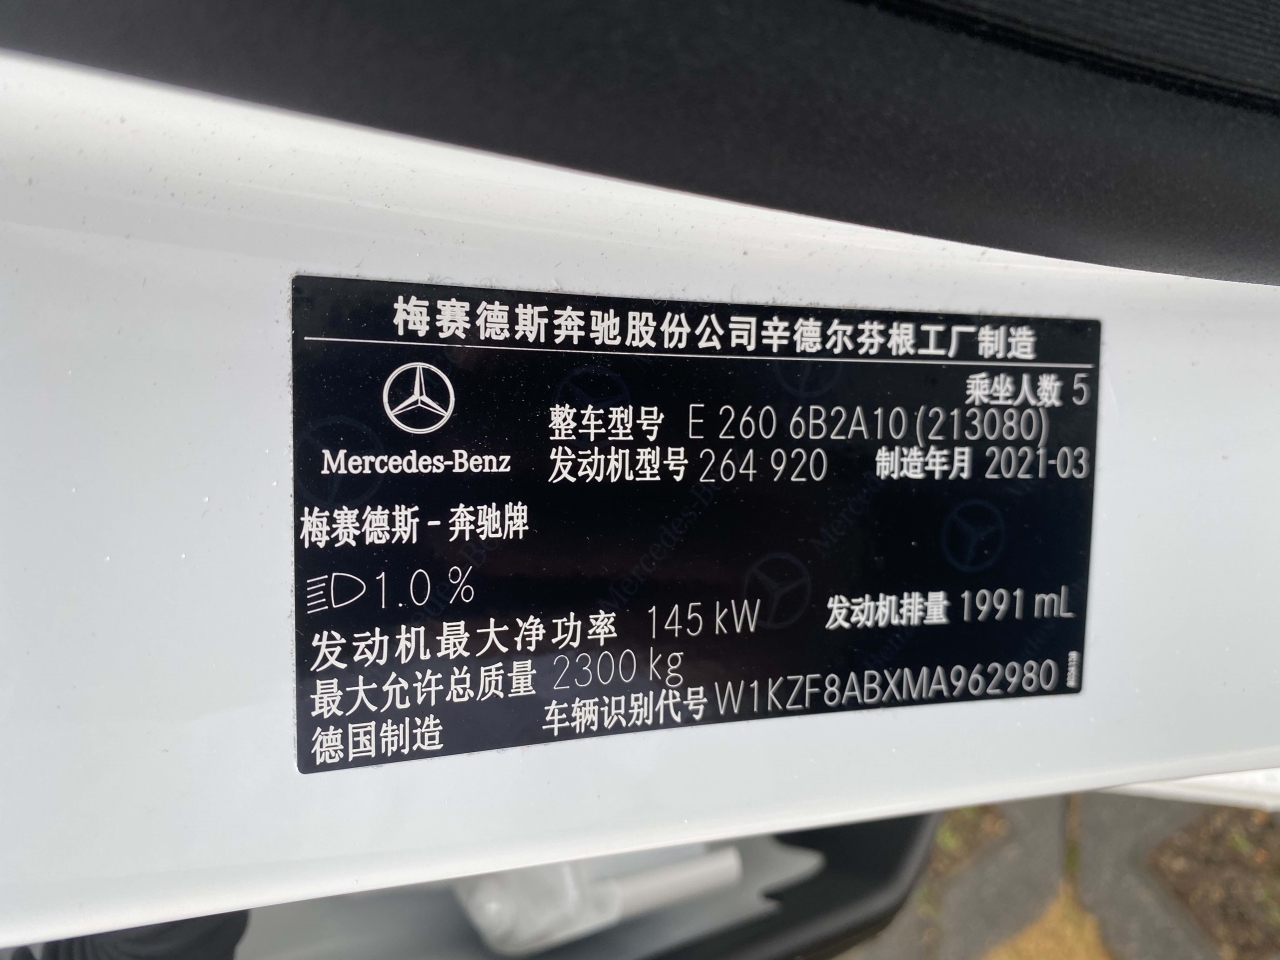 梅赛德斯奔驰股份公司辛德尔芬根工厂制造
乘坐人数 5
整车型号 E 260 6B2A10 (213080)
Mercedes-Benz
发动机型号 264 920 制造年月 2021-03
梅赛德斯-奔驰牌
1.0 %
发动机最大净功率 145 kW 发动机排量 1991 mL
最大允许总质量 2300 kg
车辆识别代号 W1KZF8ABXMA962980
德国制造